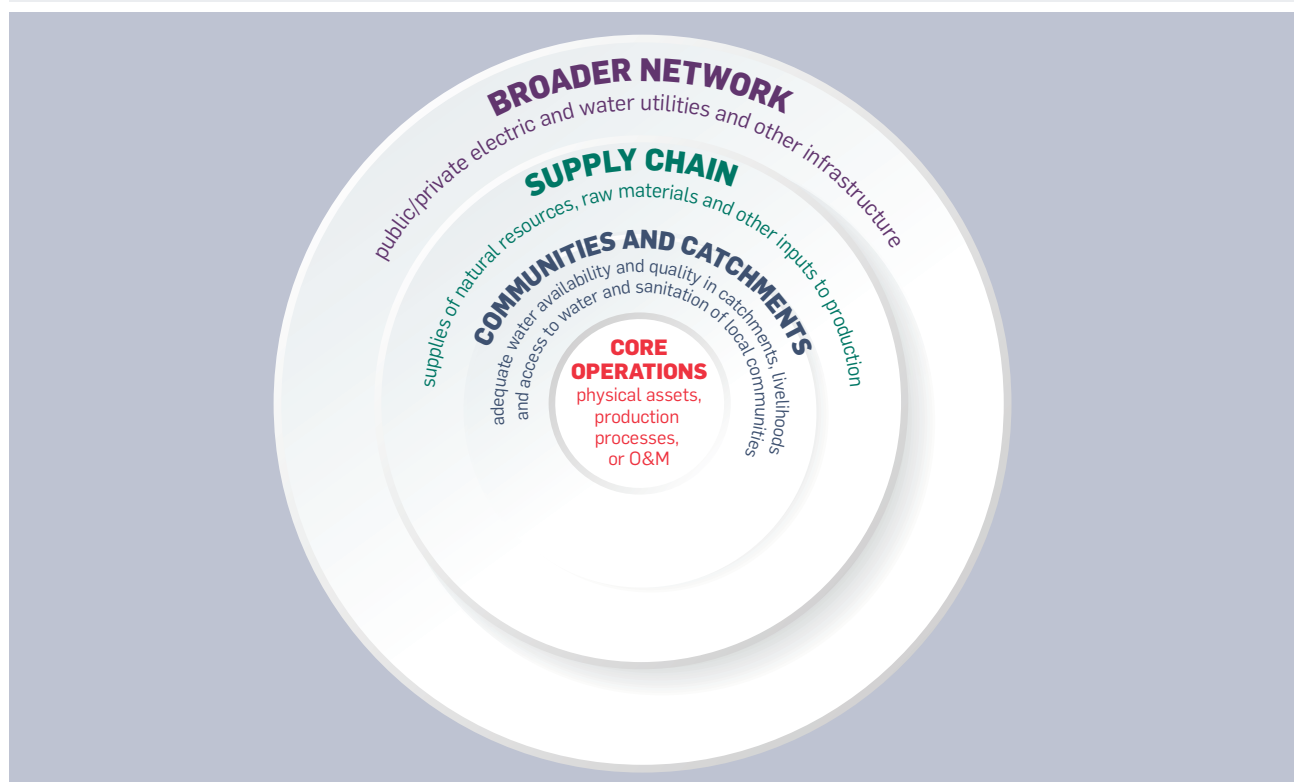 BROADER NETWORK
public/private electric and water utilities and other infrastructure
SUPPLY CHAIN
supplies of natural resources, raw materials and other inputs to production
COMMUNITIES AND CATCHMENTS
adequate water availability and quality in catchments, livelihoods
and access to water and sanitation of local communities
CORE
OPERATIONS
physical assets,
production
processes,
or O&M